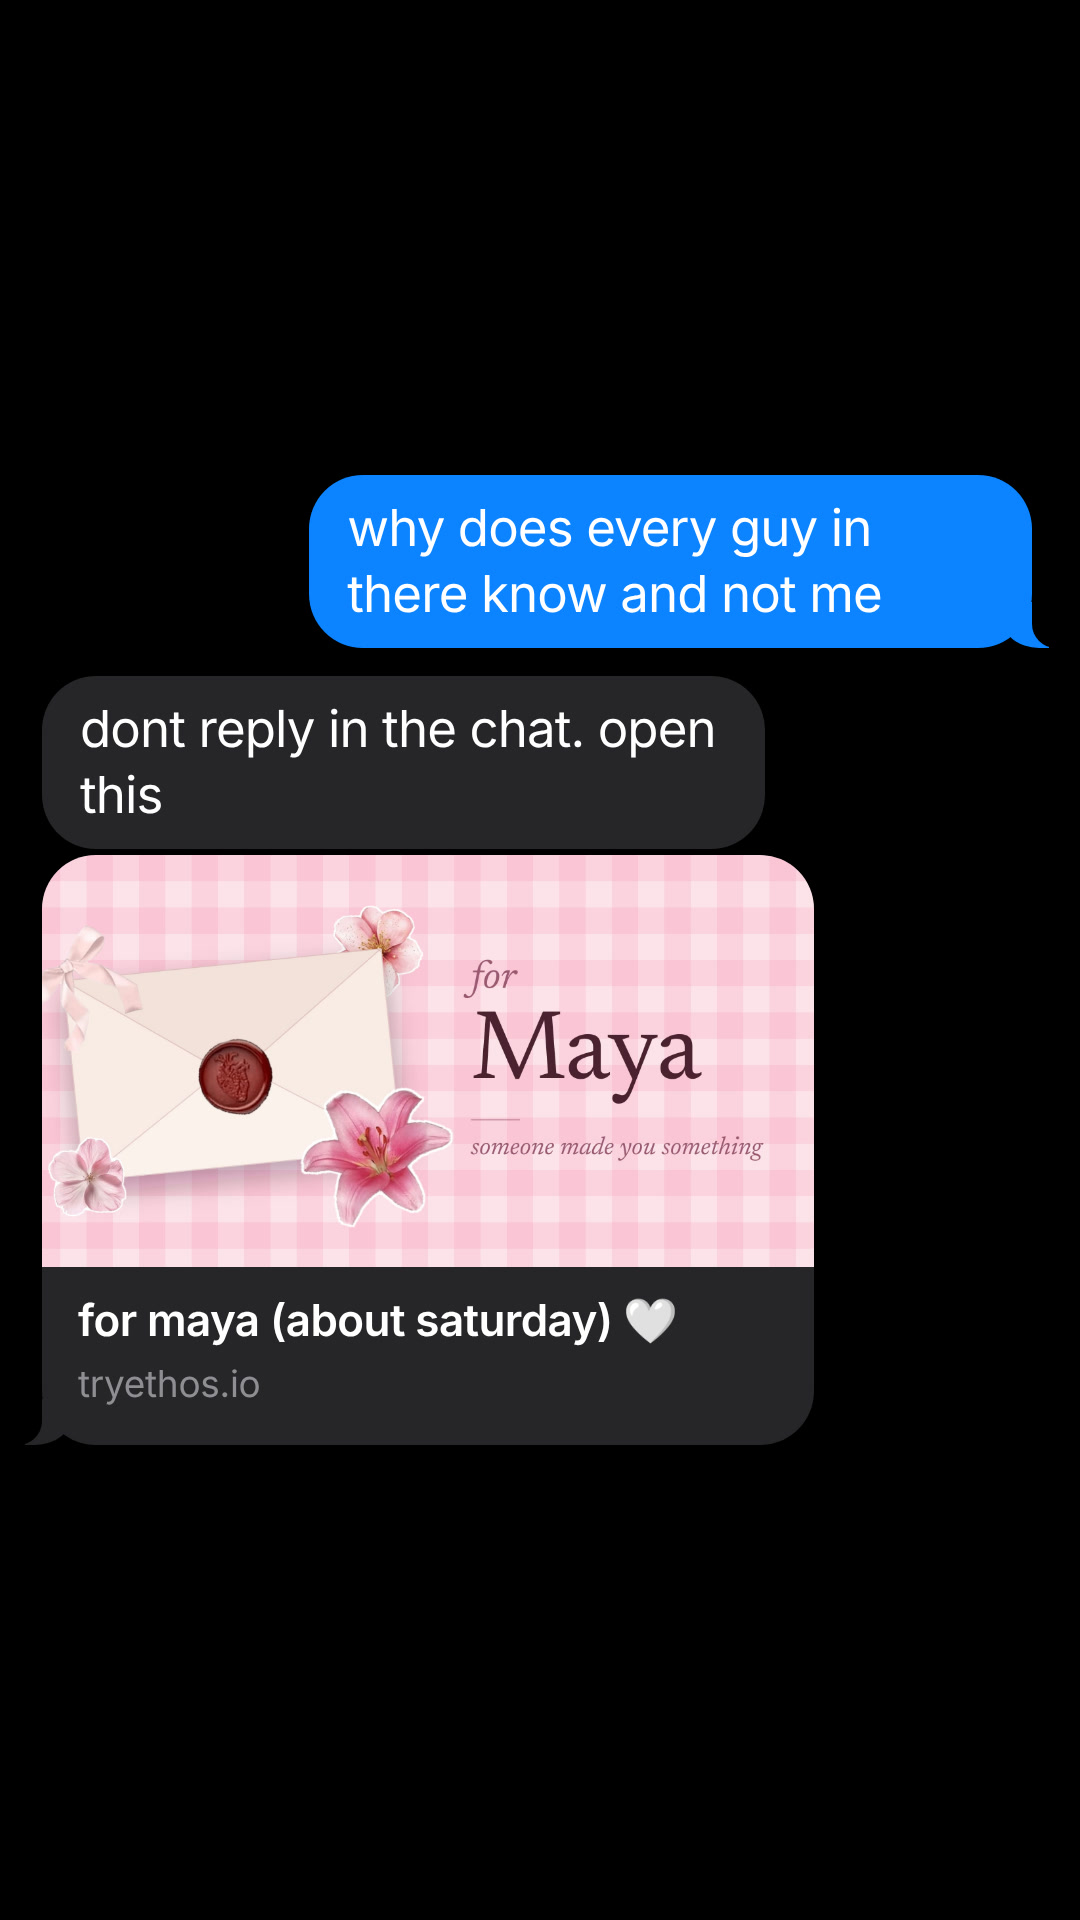 why does every guy in
there know and not me
dont reply in the chat. open
this
for
Maya
someone made you something
for maya (about saturday) 🤍
tryethos.io